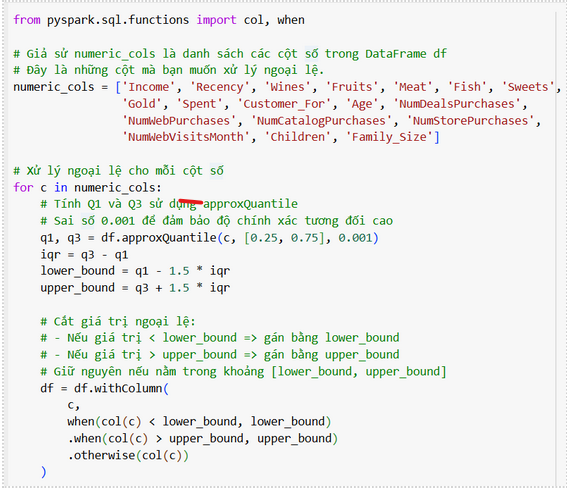 from pyspark.sql.functions import col, when
# Giả sử numeric_cols là danh sách các cột số trong DataFrame df
# Đây là những cột mà bạn muốn xử lý ngoại lệ.
numeric_cols = ['Income', 'Recency', 'Wines', 'Fruits', 'Meat', 'Fish', 'Sweets',
'Gold', 'Spent', 'Customer_For', 'Age', 'NumDealsPurchases',
'NumWebPurchases', 'NumCatalogPurchases', 'NumStorePurchases',
'NumWebVisitsMonth', 'Children', 'Family_Size']
# Xử lý ngoại lệ cho mỗi cột số
for c in numeric_cols:
# Tính Q1 và Q3 sử dụng approxQuantile
# Sai số 0.001 để đảm bảo độ chính xác tương đối cao
q1, q3 = df.approxQuantile(c, [0.25, 0.75], 0.001)
iqr = q3 - q1
lower_bound = q1 - 1.5 * iqr
upper_bound = q3 + 1.5 * iqr
# Cắt giá trị ngoại lệ:
# - Nếu giá trị < lower_bound => gán bằng lower_bound
# - Nếu giá trị > upper_bound => gán bằng upper_bound
# Giữ nguyên nếu nằm trong khoảng [lower_bound, upper_bound]
df = df.withColumn(
c,
when(col(c) < lower_bound, lower_bound)
.when(col(c) > upper_bound, upper_bound)
.otherwise(col(c))
)